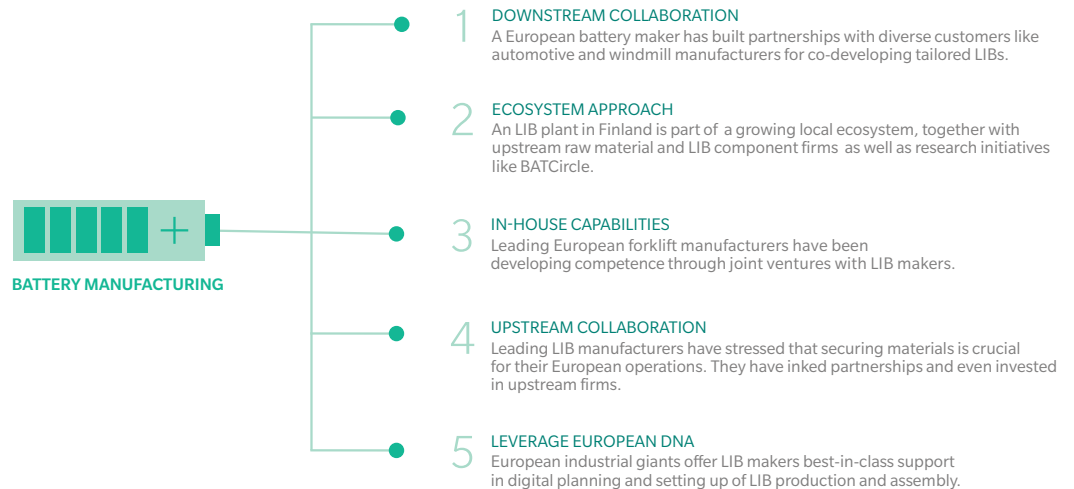 BATTERY MANUFACTURING
1
DOWNSTREAM COLLABORATION
A European battery maker has built partnerships with diverse customers like
automotive and windmill manufacturers for co-developing tailored LIBs.
2
ECOSYSTEM APPROACH
An LIB plant in Finland is part of a growing local ecosystem, together with
upstream raw material and LIB component firms as well as research initiatives
like BATCircle.
3
IN-HOUSE CAPABILITIES
Leading European forklift manufacturers have been
developing competence through joint ventures with LIB makers.
4
UPSTREAM COLLABORATION
Leading LIB manufacturers have stressed that securing materials is crucial
for their European operations. They have inked partnerships and even invested
in upstream firms.
5
LEVERAGE EUROPEAN DNA
European industrial giants offer LIB makers best-in-class support
in digital planning and setting up of LIB production and assembly.